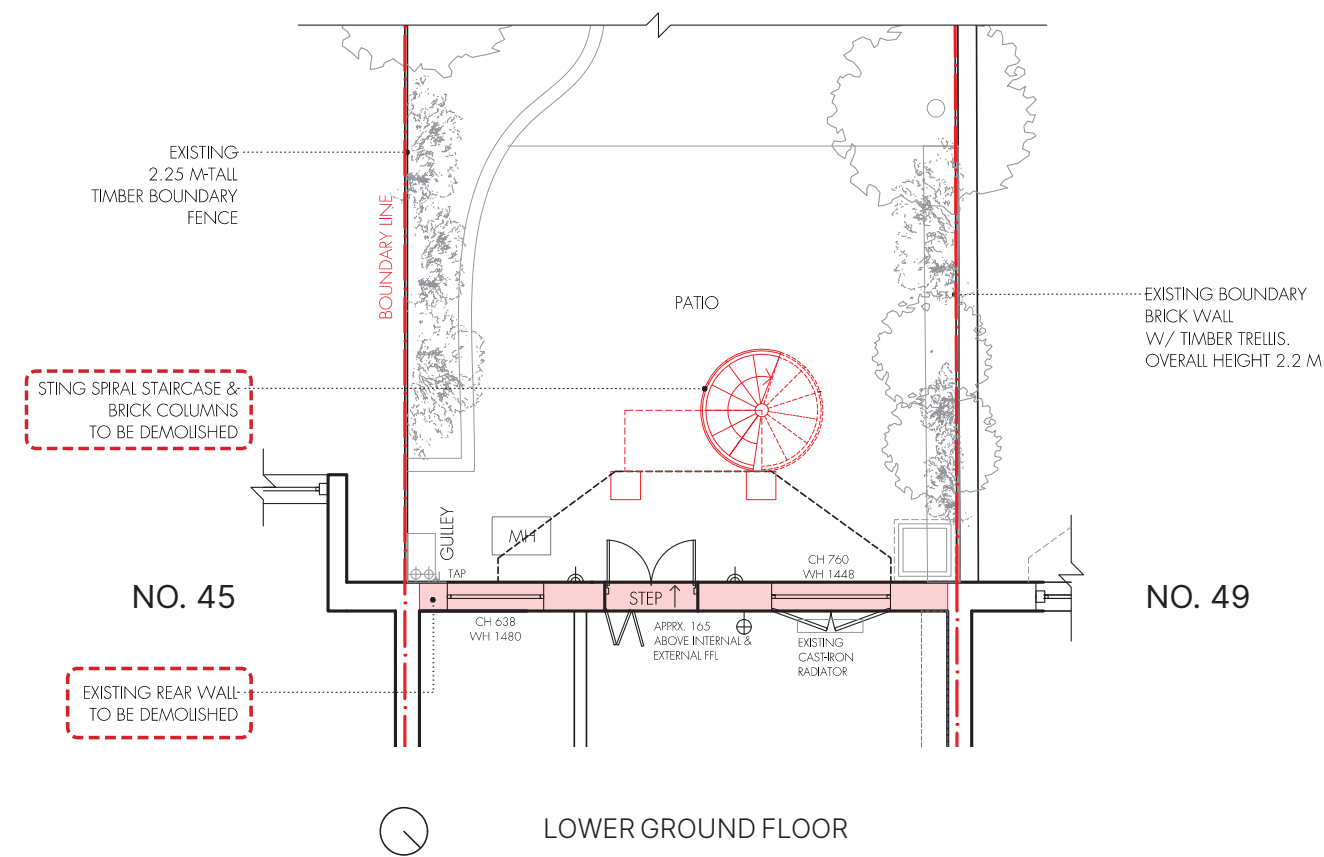 EXISTING
2.25 M-TALL
TIMBER BOUNDARY
FENCE
BOUNDARY LINE
PATIO
EXISTING BOUNDARY
BRICK WALL
W/ TIMBER TRELLIS.
OVERALL HEIGHT 2.2 M
STING SPIRAL STAIRCASE &
BRICK COLUMNS
TO BE DEMOLISHED
GULLEY
MH
TAP
CH 760
WH 1448
NO. 45
STEP ↑
NO. 49
CH 638
WH 1480
APPRX. 165
ABOVE INTERNAL &
EXTERNAL FFL
EXISTING
CAST-IRON
RADIATOR
EXISTING REAR WALL
TO BE DEMOLISHED
LOWER GROUND FLOOR